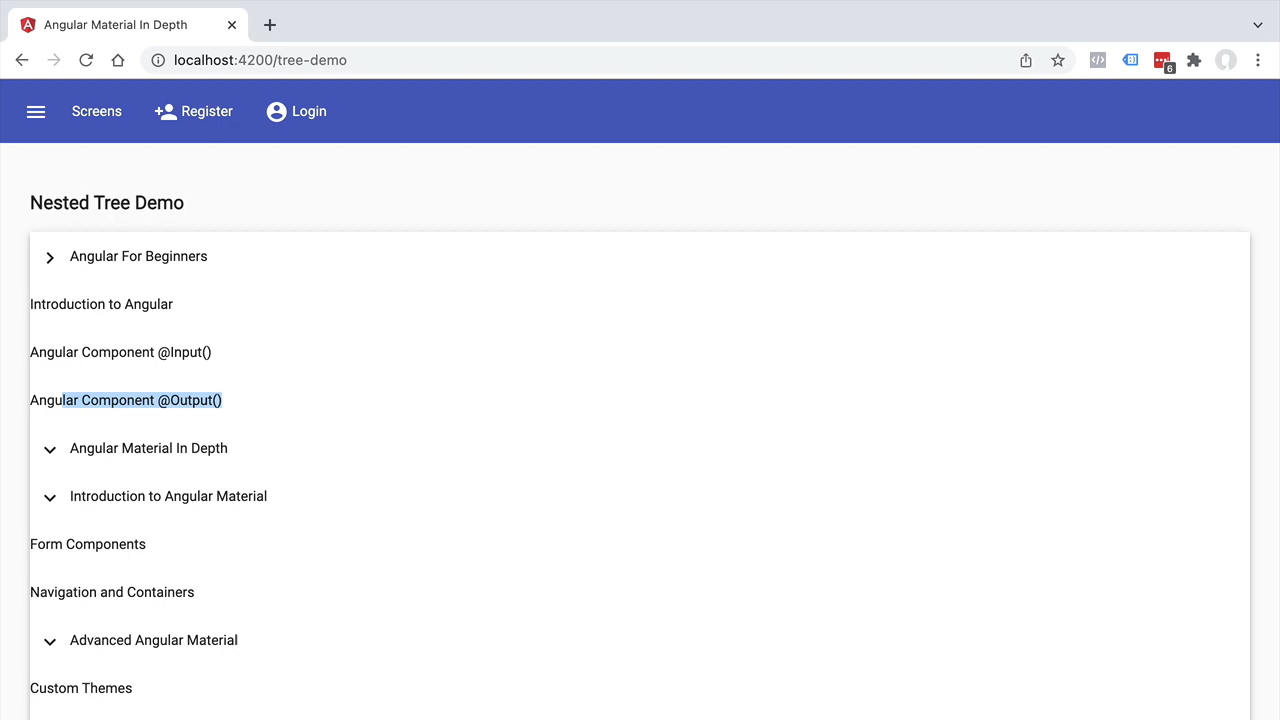 Angular Material In Depth
localhost:4200/tree-demo
6
Screens Register Login
Nested Tree Demo
Angular For Beginners
Introduction to Angular
Angular Component @Input()
Angular Component @Output()
Angular Material In Depth
Introduction to Angular Material
Form Components
Navigation and Containers
Advanced Angular Material
Custom Themes